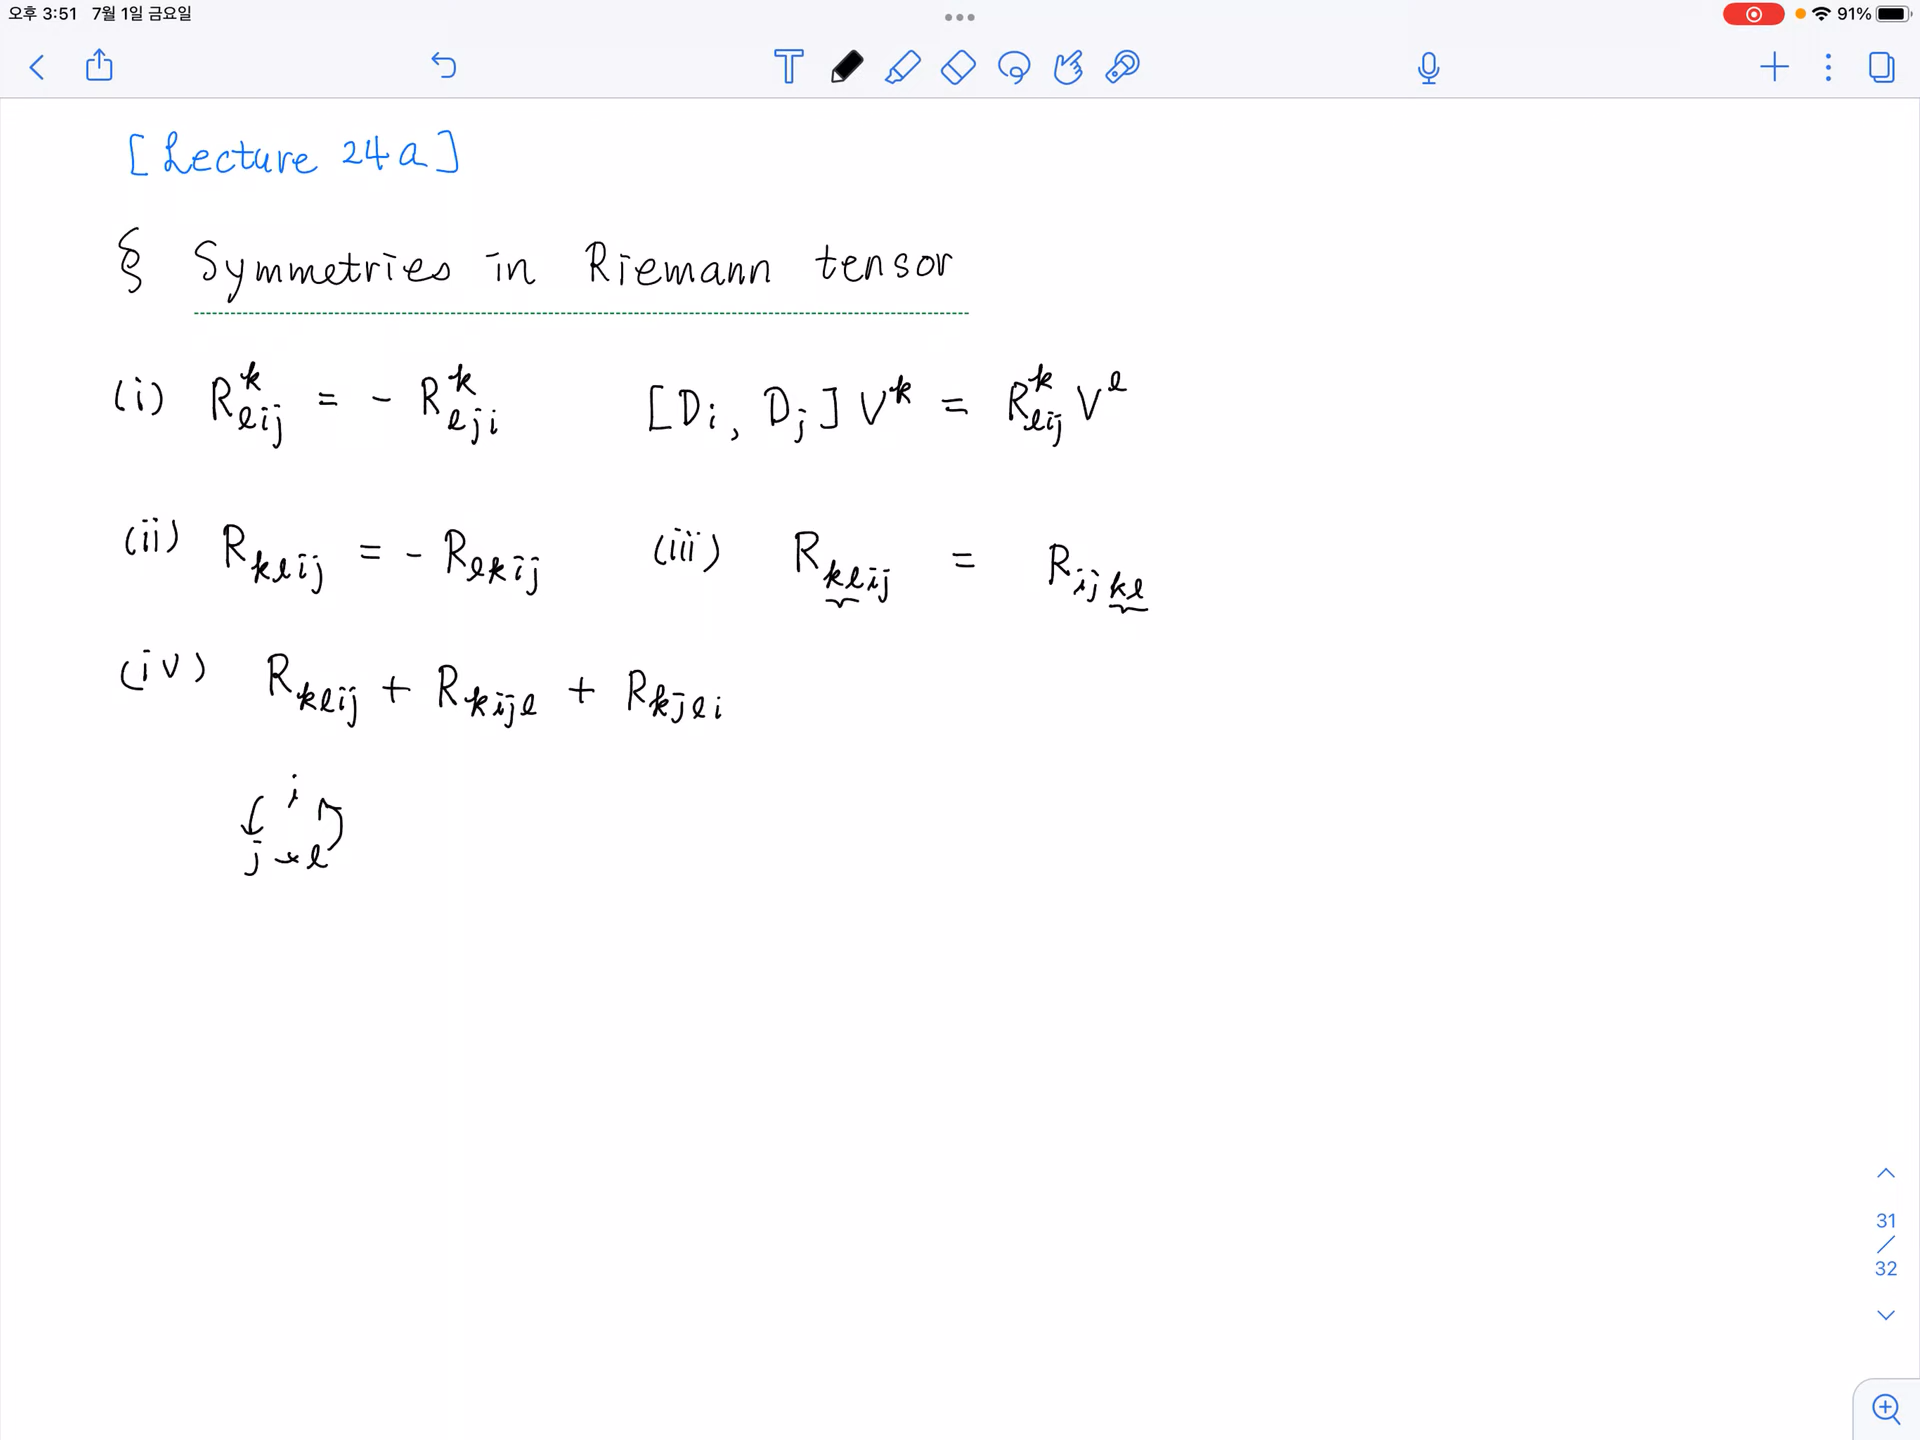 오후 3:51 7월 1일 금요일
91%
[Lecture 24a]
§ Symmetries in Riemann tensor
(i) R^k_{lij} = - R^k_{lji} [D_i, D_j] V^k = R^k_{lij} V^l
(ii) R_{klij} = - R_{lkij} (iii) R_{klij} = R_{ijkl}
(iv) R_{klij} + R_{kijl} + R_{kjli}
i
j → l
31
/
32